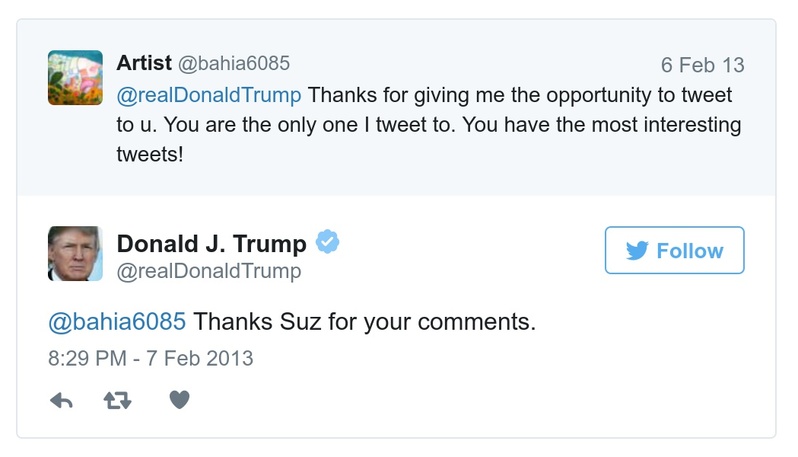 Artist @bahia6085 6 Feb 13
@realDonaldTrump Thanks for giving me the opportunity to tweet
to u. You are the only one I tweet to. You have the most interesting
tweets!
Donald J. Trump
@realDonaldTrump
Follow
@bahia6085 Thanks Suz for your comments.
8:29 PM - 7 Feb 2013